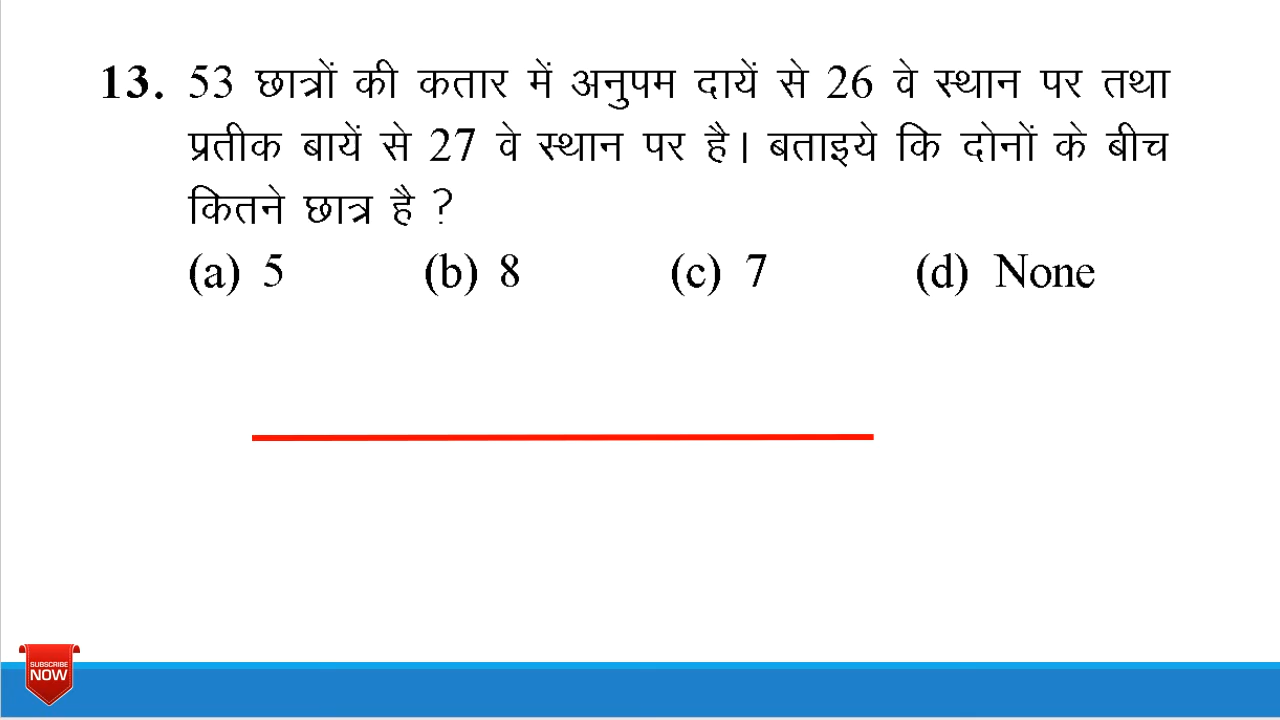 13. 53 छात्रों की कतार में अनुपम दायें से 26 वे स्थान पर तथा
प्रतीक बायें से 27 वे स्थान पर है। बताइये कि दोनों के बीच
कितने छात्र है ?
(a) 5 (b) 8 (c) 7 (d) None
SUBSCRIBE
NOW